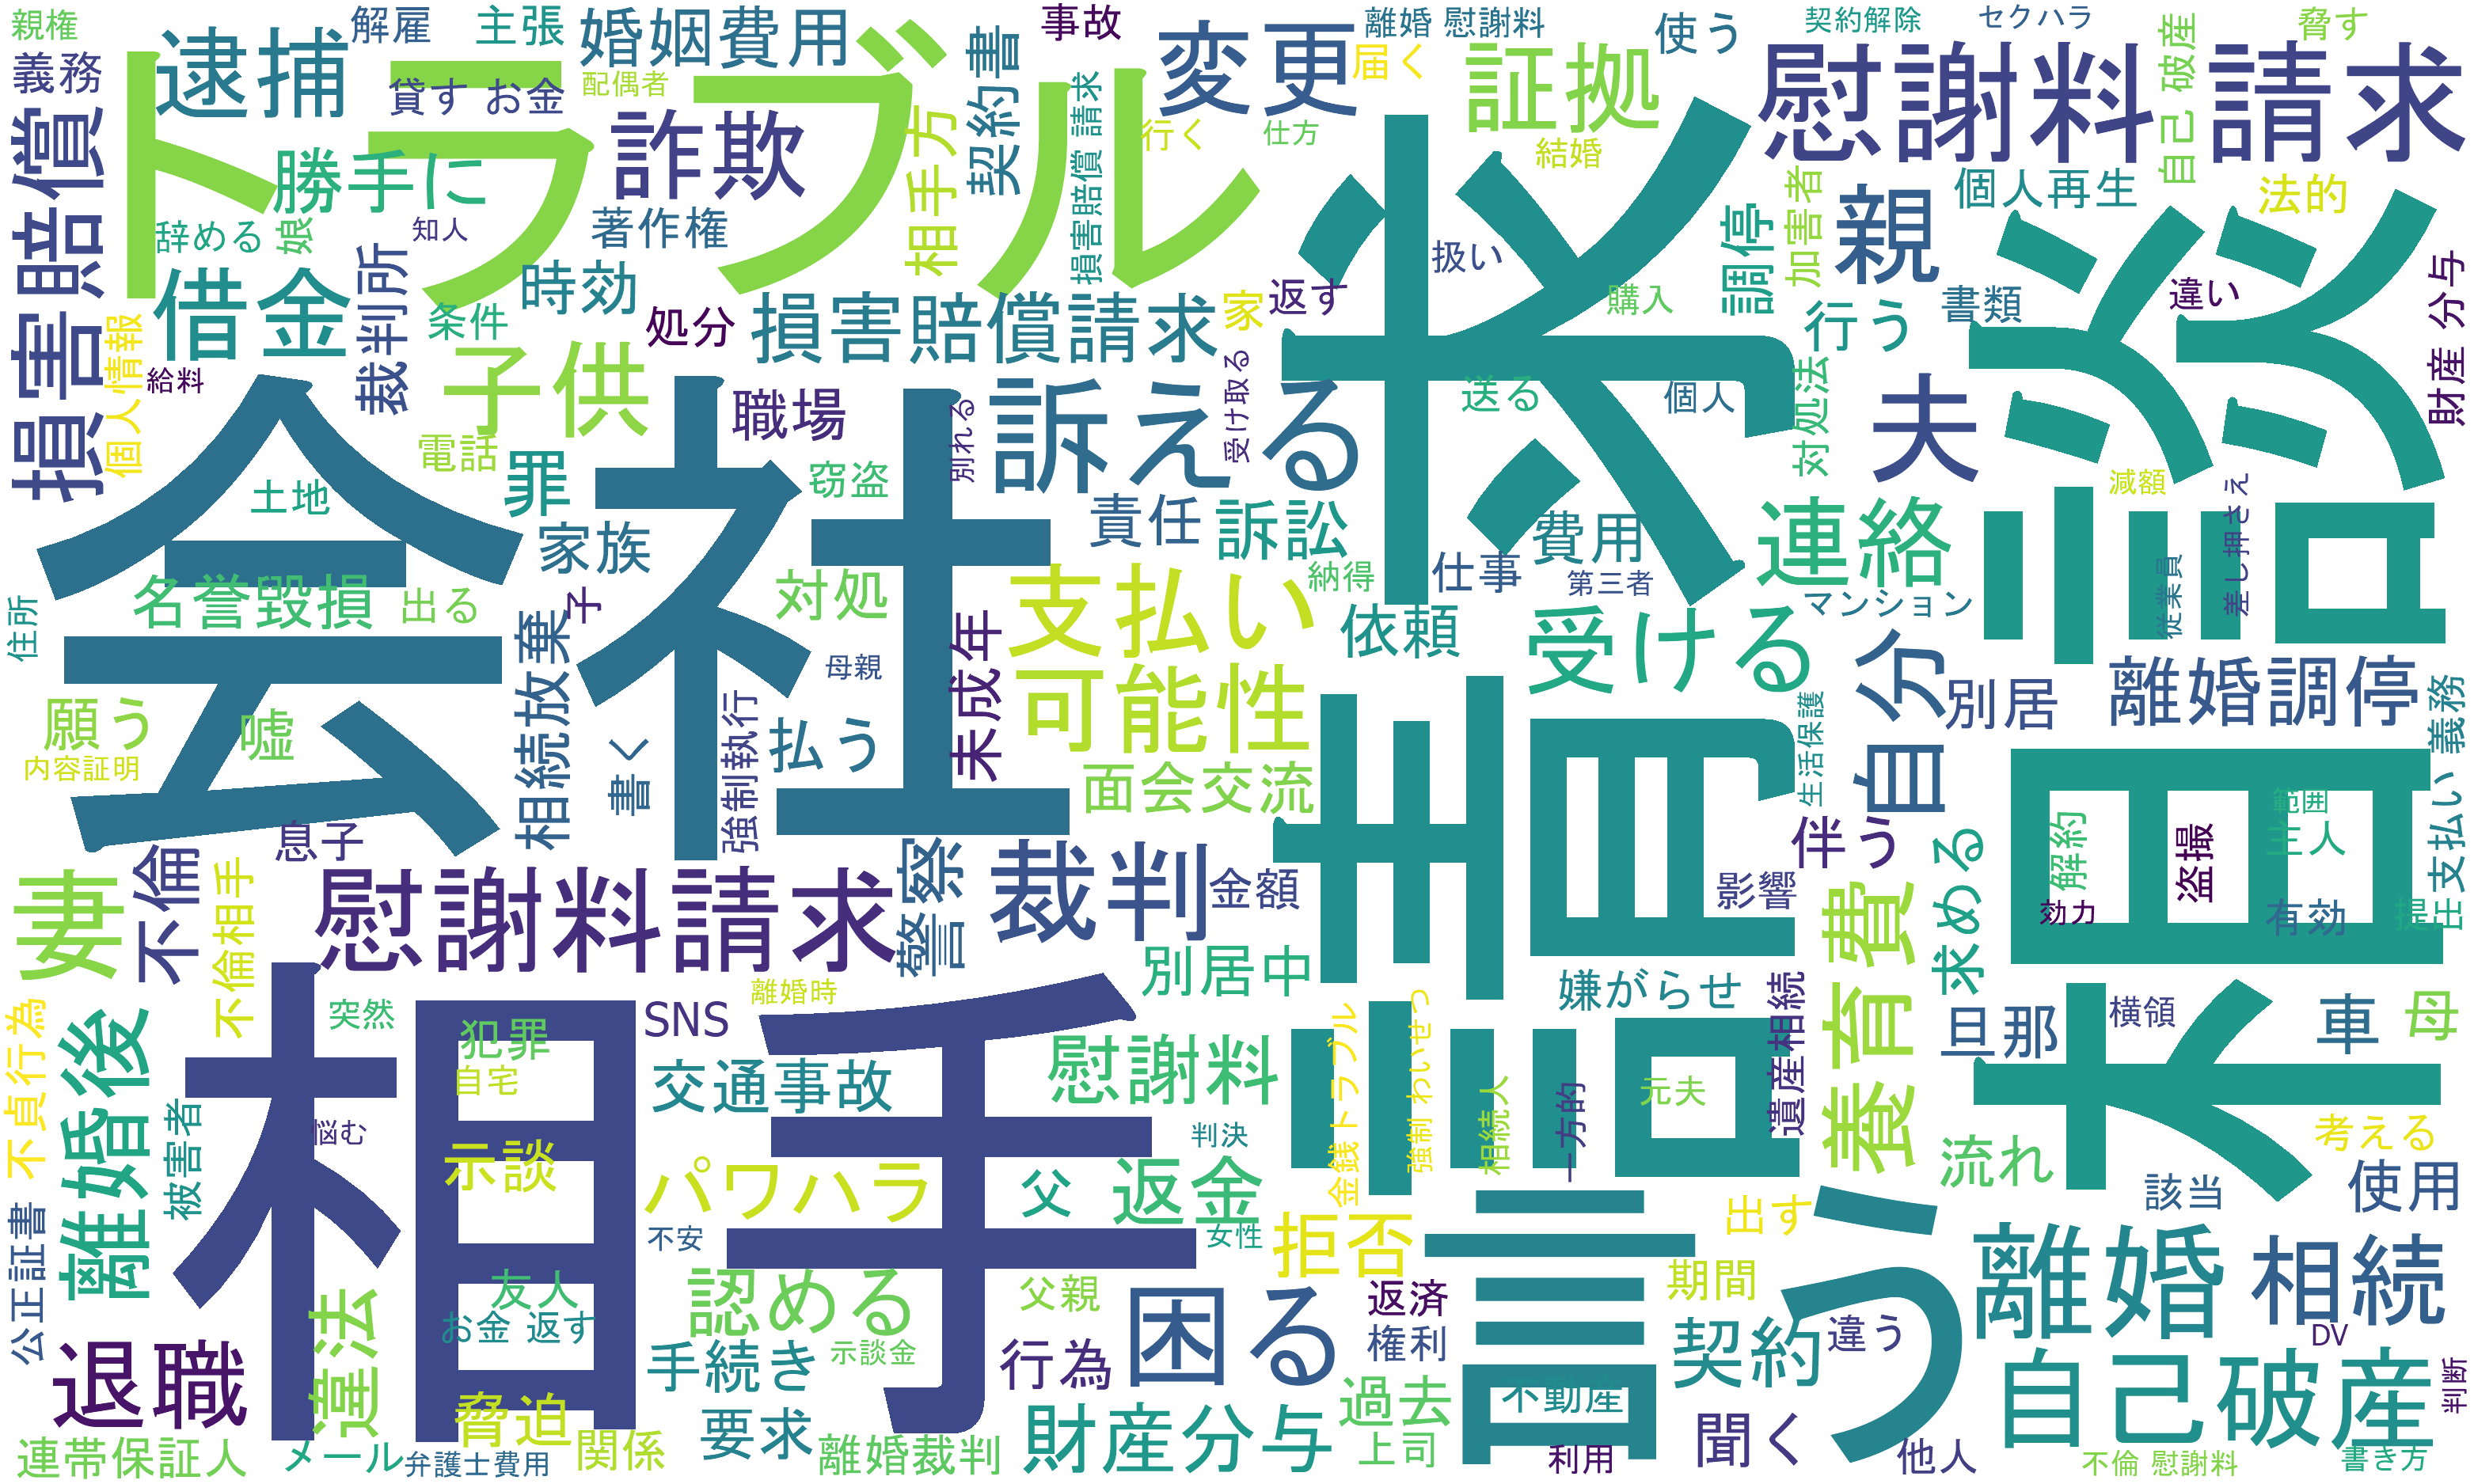 親権
解雇
主張
婚姻費用
事故
離婚 慰謝料
使う
契約解除
セクハラ
脅す
義務
逮捕
貸す お金
配偶者
契約書
変更
届く
証拠
慰謝料 請求
自己 破産
トラブル
詐欺
相手方
損害賠償 請求
行く
仕方
結婚
個人再生
法的
損害賠償
勝手に
著作権
辞める
娘
知人
裁判所
時効
扱い
調停
加害者
親
書類
違い
財産 分与
借金
条件
処分
損害賠償請求
家
返す
購入
行う
個人情報
給料
子供
職場
訴える
受け取る
請求
送る
個人
対処法
夫
相談
会社
電話
別れる
罪
窃盗
土地
家族
責任
訴訟
費用
仕事
連絡
減額
差し押さえ
従業員
名誉毀損
出る
子
対処
支払い
納得
第三者
マンション
住所
相続放棄
母親
未成年
可能性
依頼
受ける
自分
別居
離婚調停
願う
嘘
内容証明
書く
強制執行
払う
面会交流
生活保護
支払い 義務
息子
不倫
妻
慰謝料請求
警察
裁判
金額
影響
伴う
求める
解約
範囲
主人
盗撮
効力
有効
提出
不倫相手
別居中
嫌がらせ
養育費
不貞行為
離婚後
突然
犯罪
自宅
SNS
離婚時
交通事故
慰謝料
金銭トラブル
強制 わいせつ
相続人
一方的
元夫
遺産相続
旦那
横領
車
母
相手
悩む
被害者
示談
パワハラ
父
返金
判決
流れ
考える
該当
使用
公正証書
不安
女性
拒否
出す
言う
違法
友人
お金 返す
認める
父親
困る
返済
権利
期間
離婚
相続
退職
手続き
示談金
行為
契約
違う
DV
脅迫
要求
財産分与
過去
不動産
自己破産
判断
連帯保証人
メール
弁護士費用
関係
離婚裁判
上司
利用
聞く
他人
不倫 慰謝料
書き方